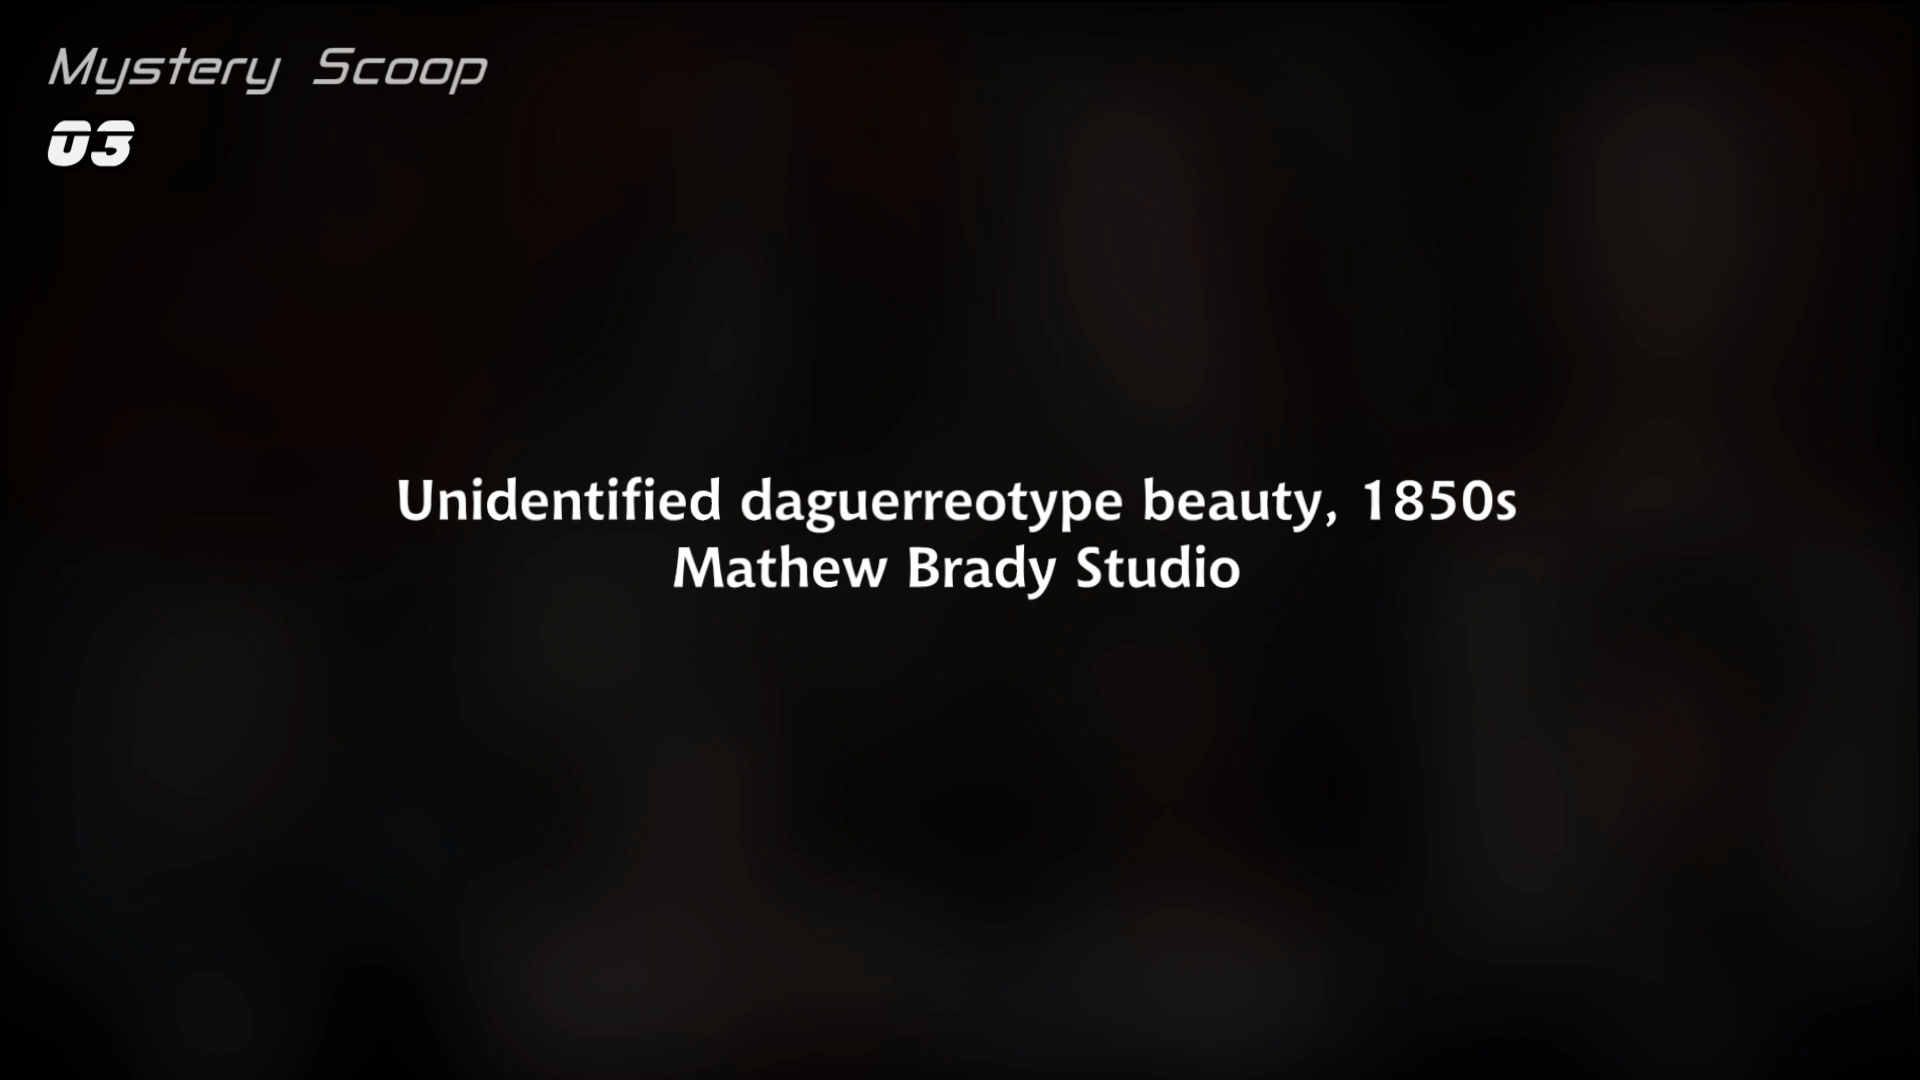 Mystery Scoop
03
Unidentified daguerreotype beauty, 1850s
Mathew Brady Studio